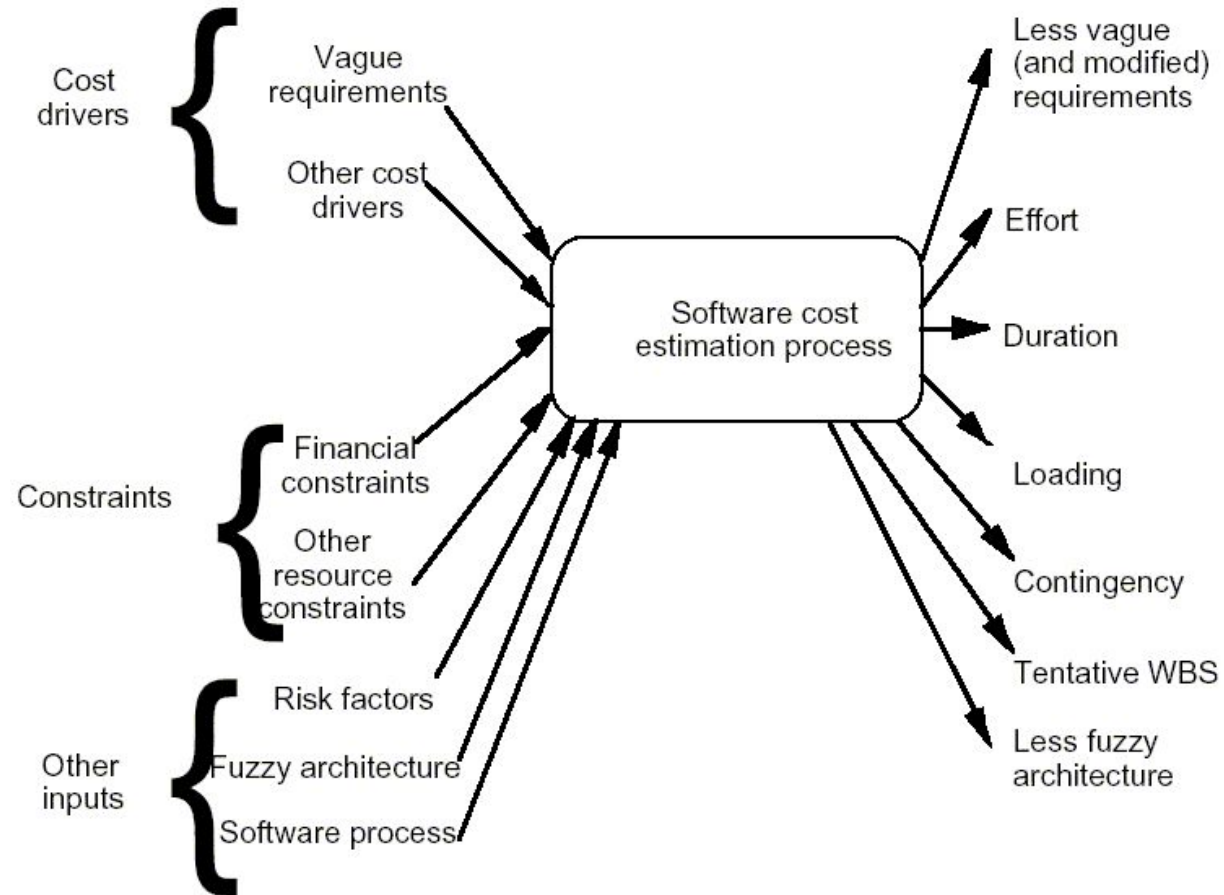 Cost
drivers
Vague
requirements
Other cost
drivers
Constraints
Financial
constraints
Other
resource
constraints
Other
inputs
Risk factors
Fuzzy architecture
Software process
Software cost
estimation process
Less vague
(and modified)
requirements
Effort
Duration
Loading
Contingency
Tentative WBS
Less fuzzy
architecture